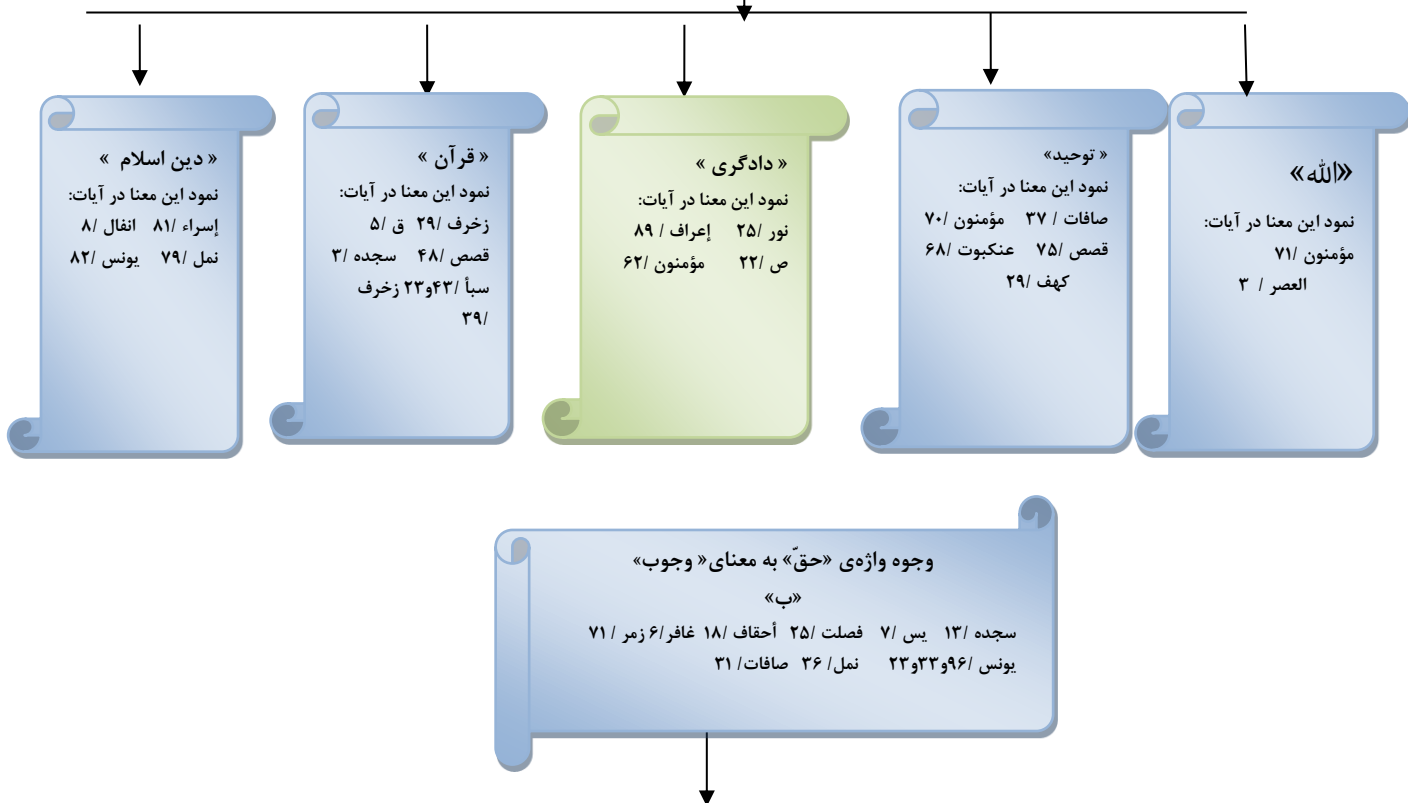 «الله»
نمود این معنا در آیات:
مؤمنون /۷۱
العصر / ۳
« توحید»
نمود این معنا در آیات:
صافات / ۳۷ مؤمنون /۷۰
قصص /۷۵ عنکبوت /۶۸
کهف /۲۹
« دادگری »
نمود این معنا در آیات:
نور /۲۵ إعراف / ۸۹
ص /۲۲ مؤمنون /۶۲
« قرآن »
نمود این معنا در آیات:
زخرف /۲۹ ق /۵
قصص /۴۸ سجده /۳
سبأ /۴۳و۲۳ زخرف
/۳۹
« دین اسلام »
نمود این معنا در آیات:
إسراء /۸۱ انفال /۸
نمل /۷۹ یونس /۸۲
وجوه واژه‌ی «حقّ» به معنای« وجوب»
«ب»
سجده /۱۳ یس /۷ فصلت /۲۵ أحقاف /۱۸ غافر/۶ زمر / ۷۱
یونس /۹۶و۳۳و۲۳ نمل/ ۳۶ صافات/ ۳۱